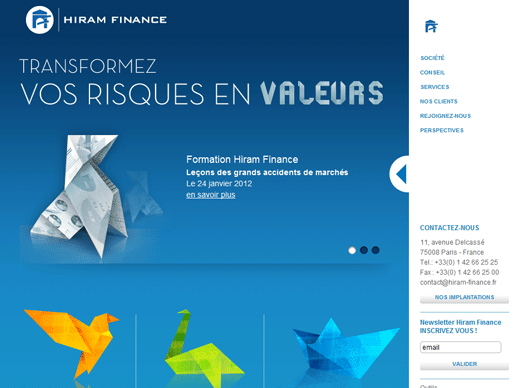 HIRAM FINANCE
TRANSFORMEZ
VOS RISQUES EN VALEURS
Formation Hiram Finance
Leçons des grands accidents de marchés
Le 24 janvier 2012
en savoir plus
SOCIÉTÉ
CONSEIL
SERVICES
NOS CLIENTS
REJOIGNEZ-NOUS
PERSPECTIVES
CONTACTEZ-NOUS
11, avenue Delcassé
75008 Paris - France
Tel.: +33(0) 1 42 66 25 25
Fax : +33(0) 1 42 66 25 00
contact@hiram-finance.fr
NOS IMPLANTATIONS
Newsletter Hiram Finance
INSCRIVEZ VOUS !
email
VALIDER
Outils